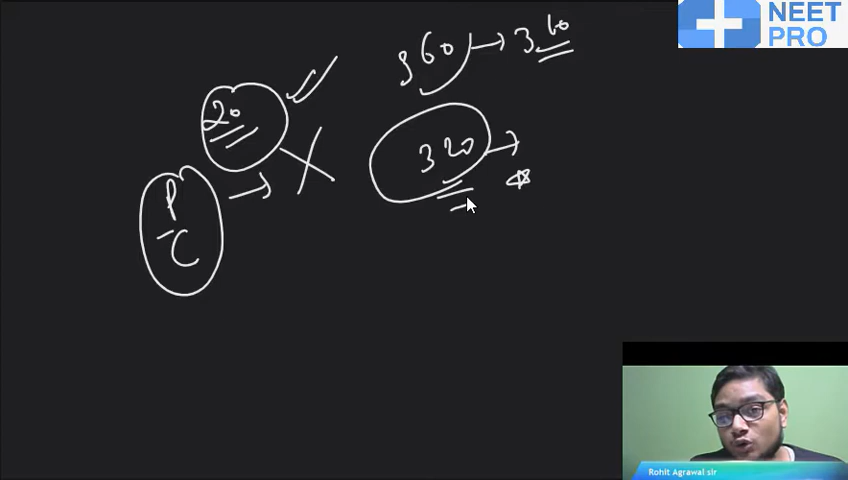 NEET
PRO
360 → 360
20
320 →
P
C
Rohit Agrawal sir